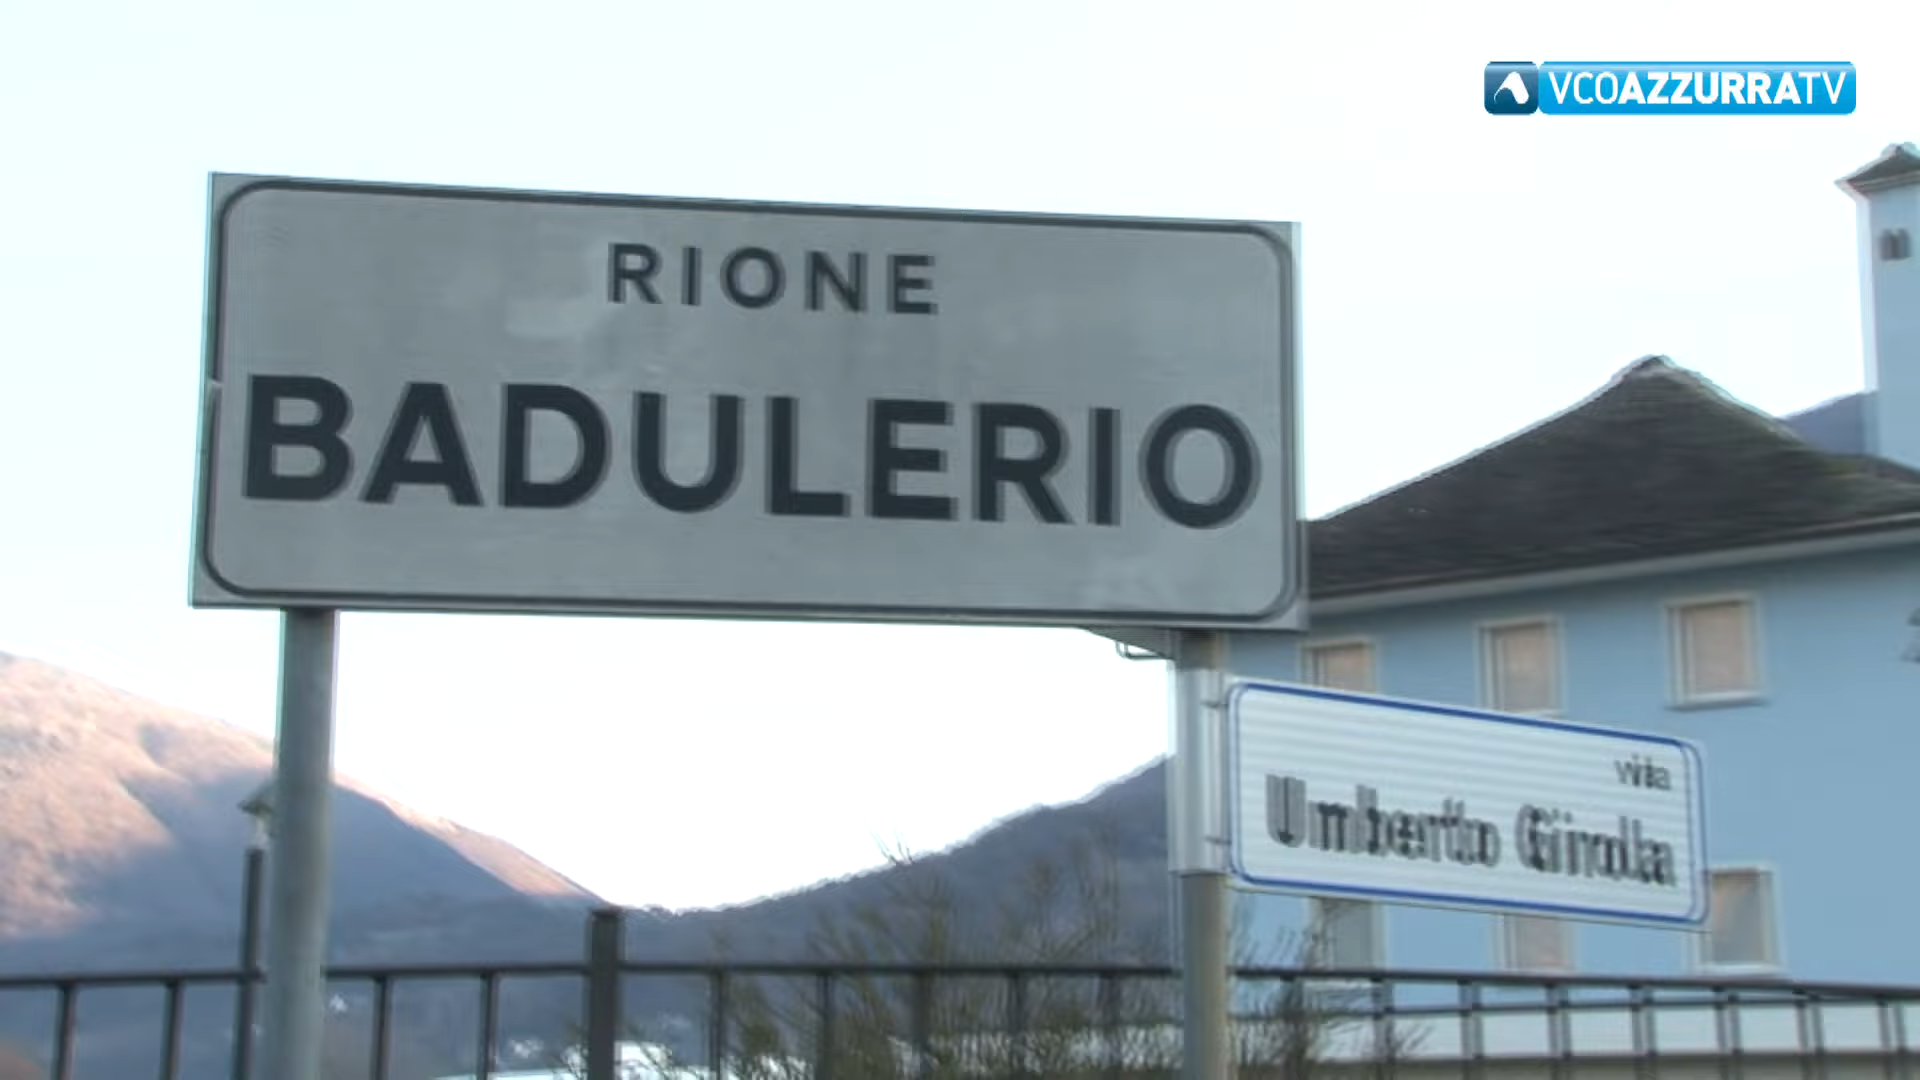 VCOAZZURRATV
RIONE
BADULERIO
via
Umberto Girola